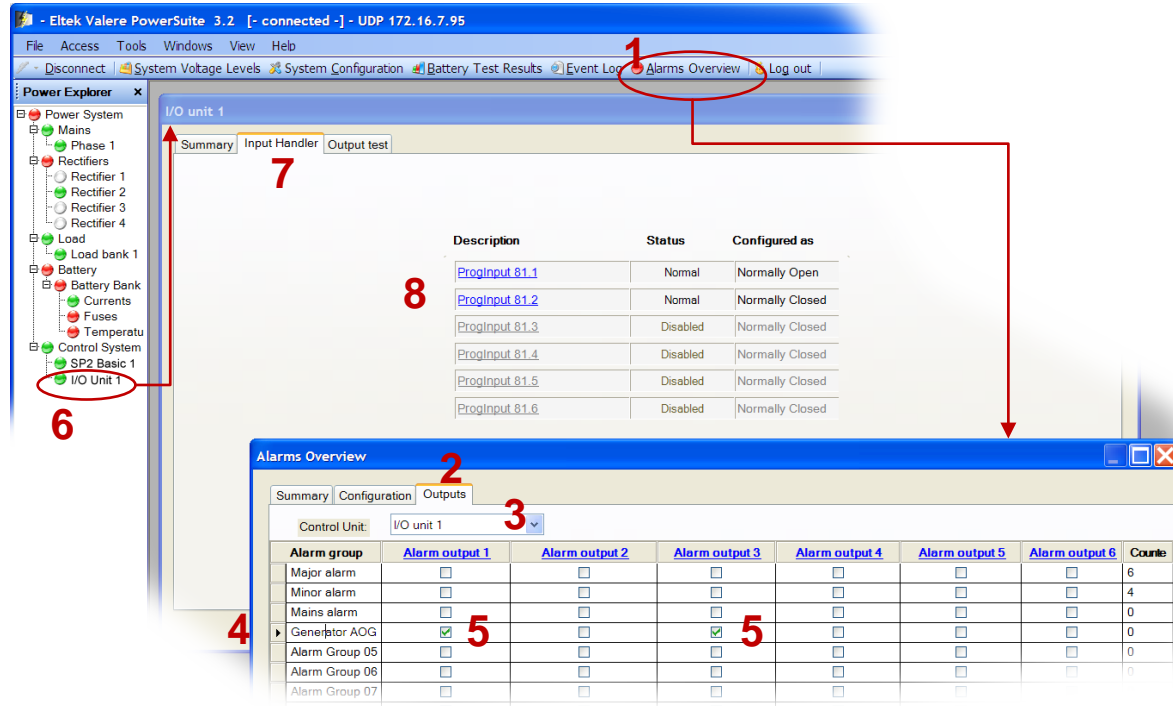 - Eltek Valere PowerSuite 3.2 [- connected -] - UDP 172.16.7.95
File Access Tools Windows View Help
1
- Disconnect System Voltage Levels System Configuration Battery Test Results Event Log Alarms Overview Log out
Power Explorer x
Power System
Mains
Phase 1
Rectifiers
Rectifier 1
Rectifier 2
Rectifier 3
Rectifier 4
Load
Load bank 1
Battery
Battery Bank
Currents
Fuses
Temperatu
Control System
SP2 Basic 1
I/O Unit 1
6
I/O unit 1
Summary Input Handler Output test
7
Description Status Configured as
8
ProgInput 81.1 Normal Normally Open
ProgInput 81.2 Normal Normally Closed
ProgInput 81.3 Disabled Normally Closed
ProgInput 81.4 Disabled Normally Closed
ProgInput 81.5 Disabled Normally Closed
ProgInput 81.6 Disabled Normally Closed
Alarms Overview
2
Summary Configuration Outputs
Control Unit: I/O unit 1 3
Alarm group Alarm output 1 Alarm output 2 Alarm output 3 Alarm output 4 Alarm output 5 Alarm output 6 Counte
Major alarm 6
Minor alarm 4
Mains alarm 0
4 Generator AOG 5 5 0
Alarm Group 05 0
Alarm Group 06 0
Alarm Group 07